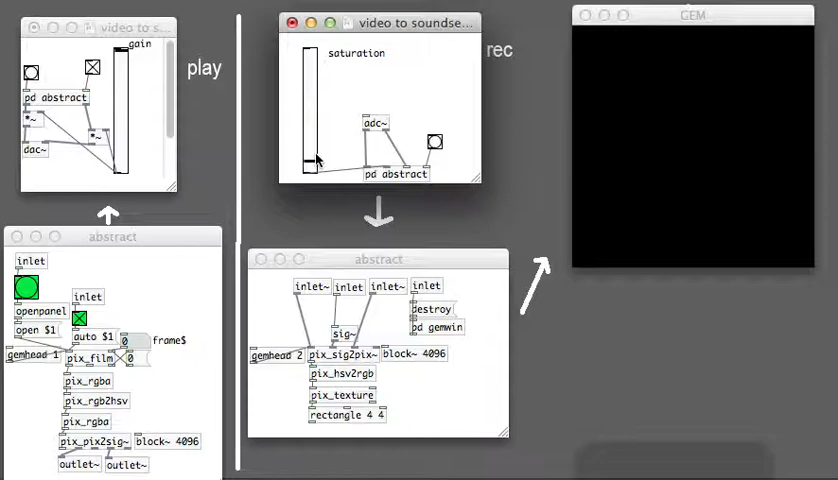 video to s...
gain
pd abstract
*~
*~
dac~
play
video to soundse...
saturation
adc~
pd abstract
rec
GEM
abstract
inlet
inlet
openpanel
open $1
auto $1
0
frame$
gemhead 1
pix_film
0
pix_rgba
pix_rgb2hsv
pix_rgba
pix_pix2sig~
block~ 4096
outlet~
outlet~
abstract
inlet~
inlet
inlet~
inlet
destroy
pd gemwin
sig~
gemhead 2
pix_sig2pix~
block~ 4096
pix_hsv2rgb
pix_texture
rectangle 4 4